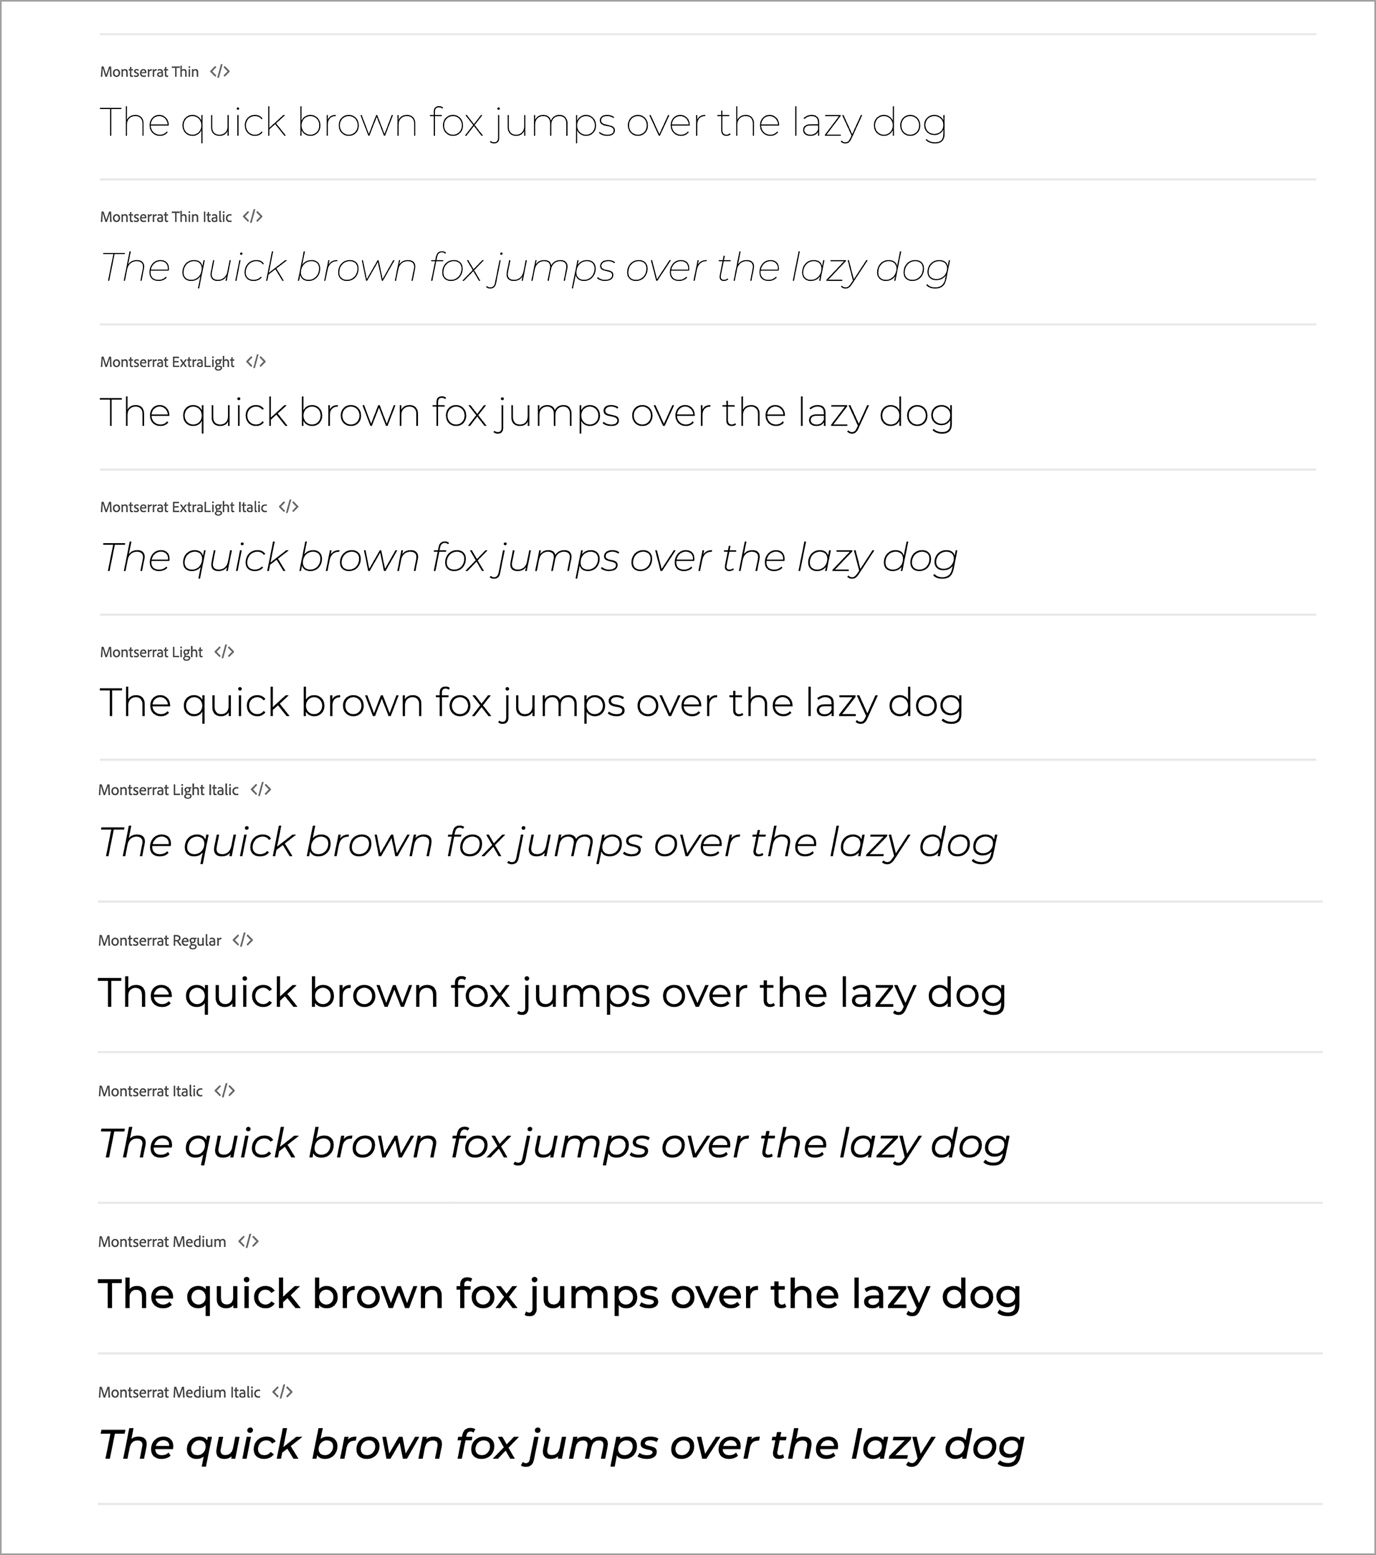 Montserrat Thin </>
The quick brown fox jumps over the lazy dog
Montserrat Thin Italic </>
The quick brown fox jumps over the lazy dog
Montserrat ExtraLight </>
The quick brown fox jumps over the lazy dog
Montserrat ExtraLight Italic </>
The quick brown fox jumps over the lazy dog
Montserrat Light </>
The quick brown fox jumps over the lazy dog
Montserrat Light Italic </>
The quick brown fox jumps over the lazy dog
Montserrat Regular </>
The quick brown fox jumps over the lazy dog
Montserrat Italic </>
The quick brown fox jumps over the lazy dog
Montserrat Medium </>
The quick brown fox jumps over the lazy dog
Montserrat Medium Italic </>
The quick brown fox jumps over the lazy dog